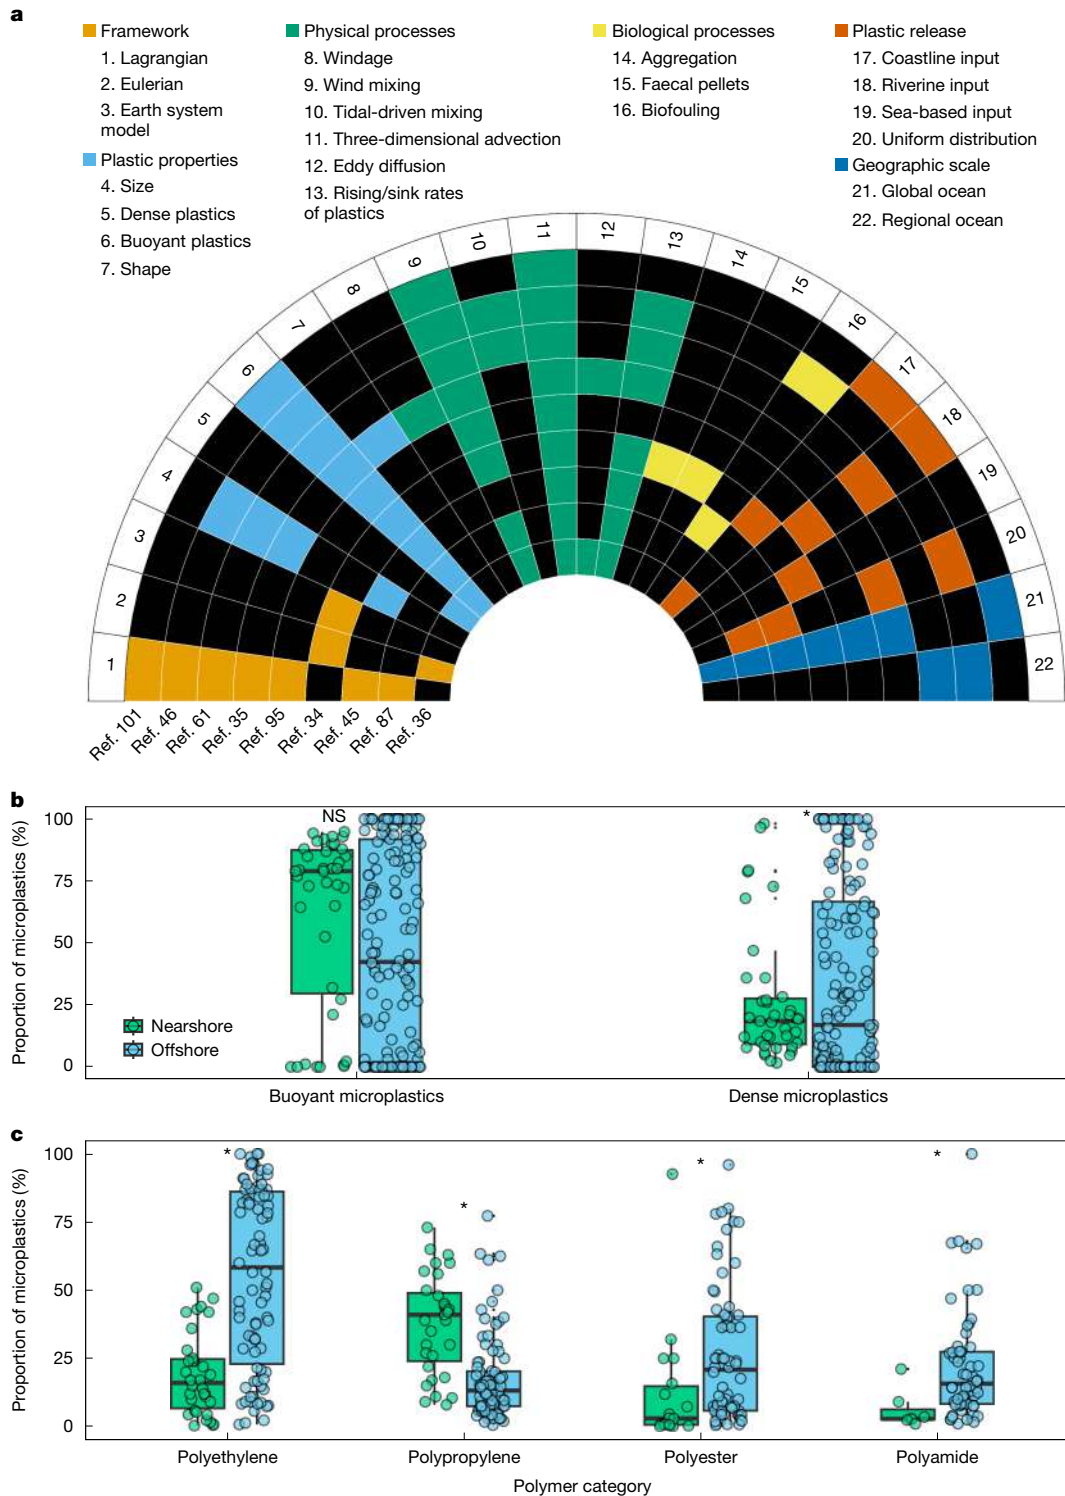 a
Framework
1. Lagrangian
2. Eulerian
3. Earth system
model
Plastic properties
4. Size
5. Dense plastics
6. Buoyant plastics
7. Shape
Physical processes
8. Windage
9. Wind mixing
10. Tidal-driven mixing
11. Three-dimensional advection
12. Eddy diffusion
13. Rising/sink rates
of plastics
Biological processes
14. Aggregation
15. Faecal pellets
16. Biofouling
Plastic release
17. Coastline input
18. Riverine input
19. Sea-based input
20. Uniform distribution
Geographic scale
21. Global ocean
22. Regional ocean
1
2
3
4
5
6
7
8
9
10
11
12
13
14
15
16
17
18
19
20
21
22
Ref. 101
Ref. 46
Ref. 61
Ref. 35
Ref. 95
Ref. 34
Ref. 45
Ref. 87
Ref. 36
b
Proportion of microplastics (%)
100
75
50
25
0
NS
*
Nearshore
Offshore
Buoyant microplastics
Dense microplastics
c
Proportion of microplastics (%)
100
75
50
25
0
*
*
*
*
Polyethylene
Polypropylene
Polyester
Polyamide
Polymer category